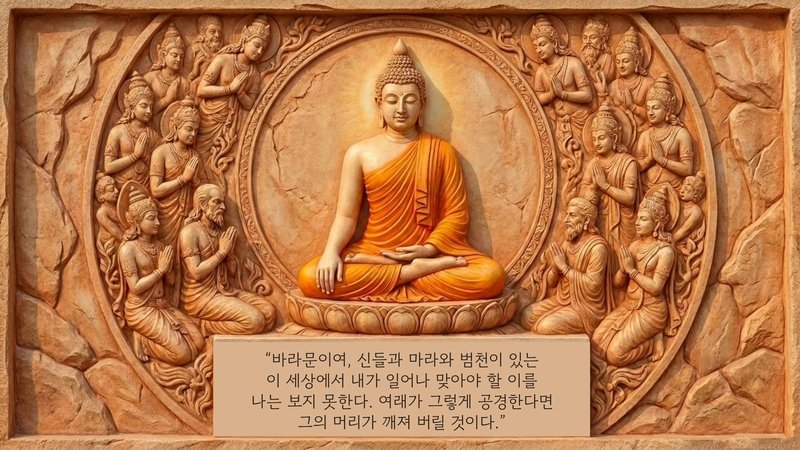 “바라문이여, 신들과 마라와 범천이 있는
이 세상에서 내가 일어나 맞아야 할 이를
나는 보지 못한다. 여래가 그렇게 공경한다면
그의 머리가 깨져 버릴 것이다.”